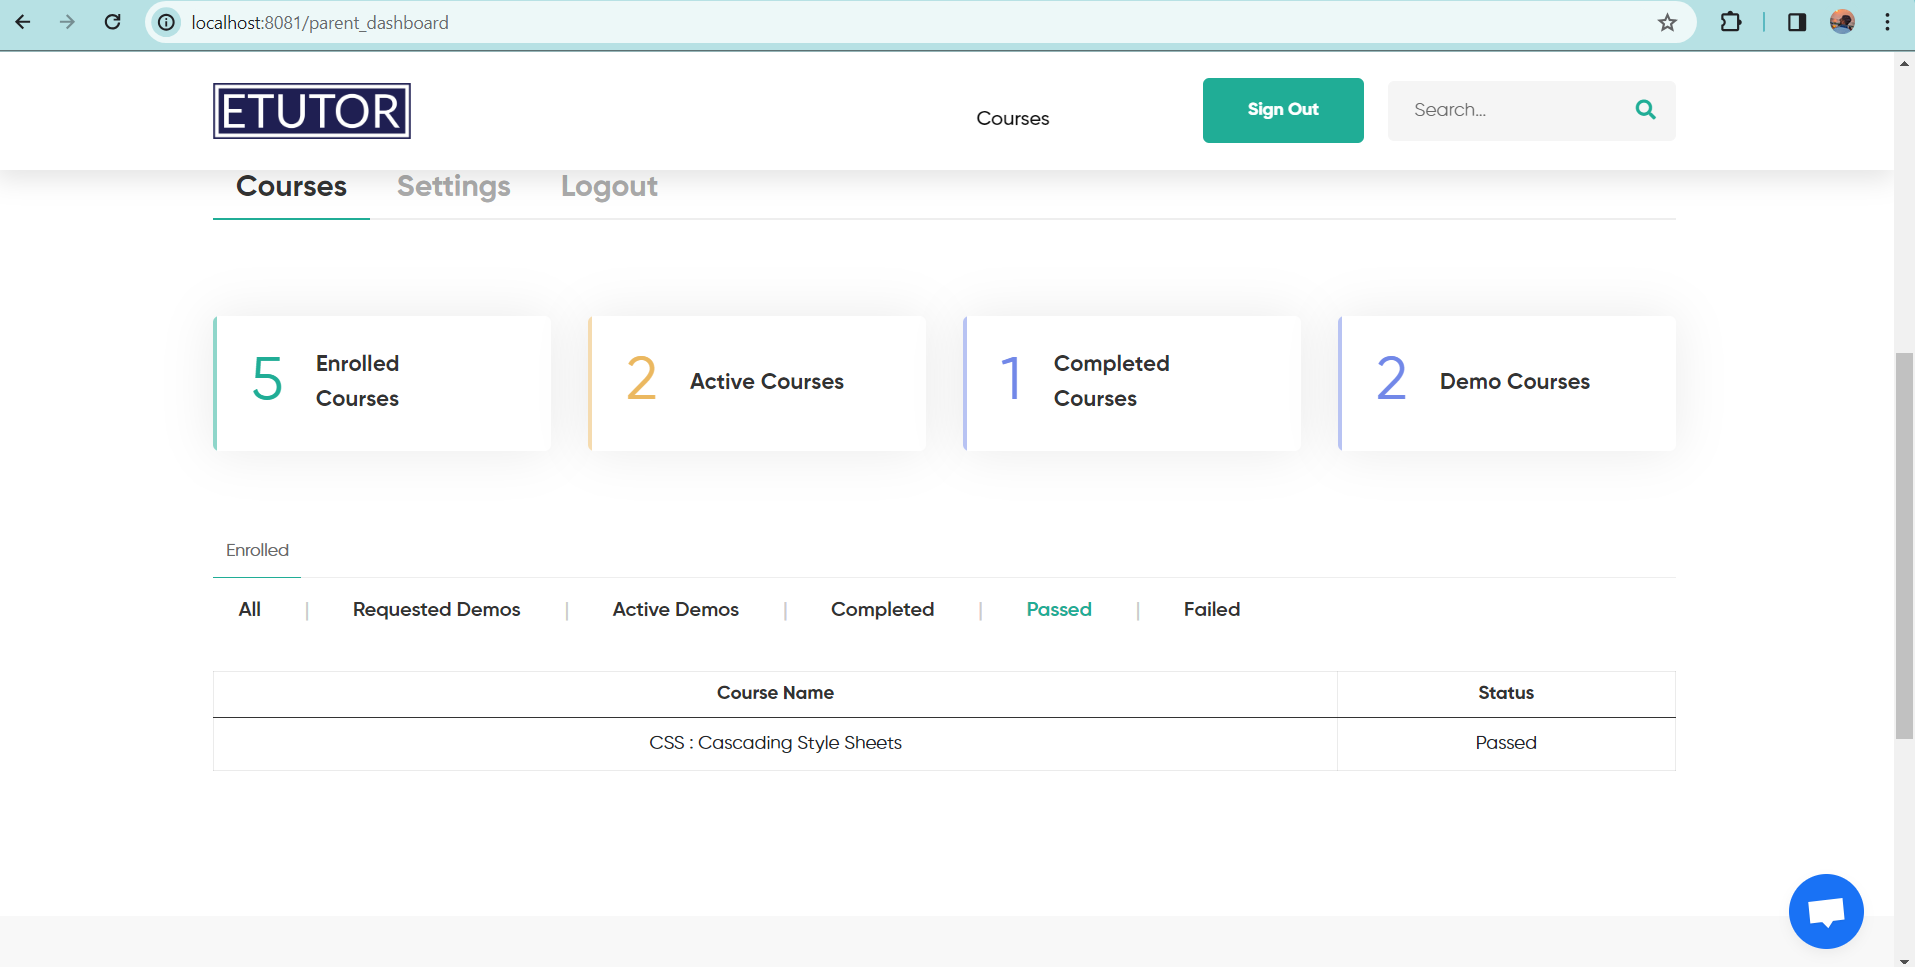 localhost:8081/parent_dashboard
ETUTOR
Courses
Sign Out
Search...
Courses Settings Logout
5 Enrolled Courses
2 Active Courses
1 Completed Courses
2 Demo Courses
Enrolled
All | Requested Demos | Active Demos | Completed | Passed | Failed
Course Name Status
CSS : Cascading Style Sheets Passed